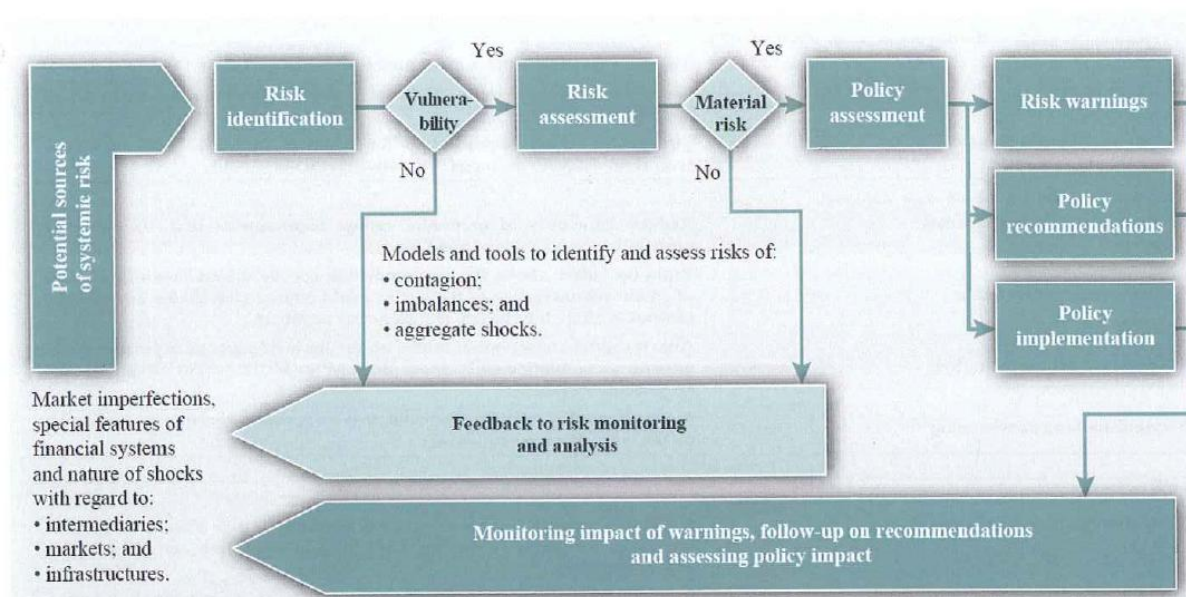 Potential sources
of systemic risk
Risk
identification
Vulnera-
bility
Yes
No
Risk
assessment
Material
risk
Yes
No
Policy
assessment
Risk warnings
Policy
recommendations
Policy
implementation
Models and tools to identify and assess risks of:
• contagion;
• imbalances; and
• aggregate shocks.
Market imperfections,
special features of
financial systems
and nature of shocks
with regard to:
• intermediaries;
• markets; and
• infrastructures.
Feedback to risk monitoring
and analysis
Monitoring impact of warnings, follow-up on recommendations
and assessing policy impact